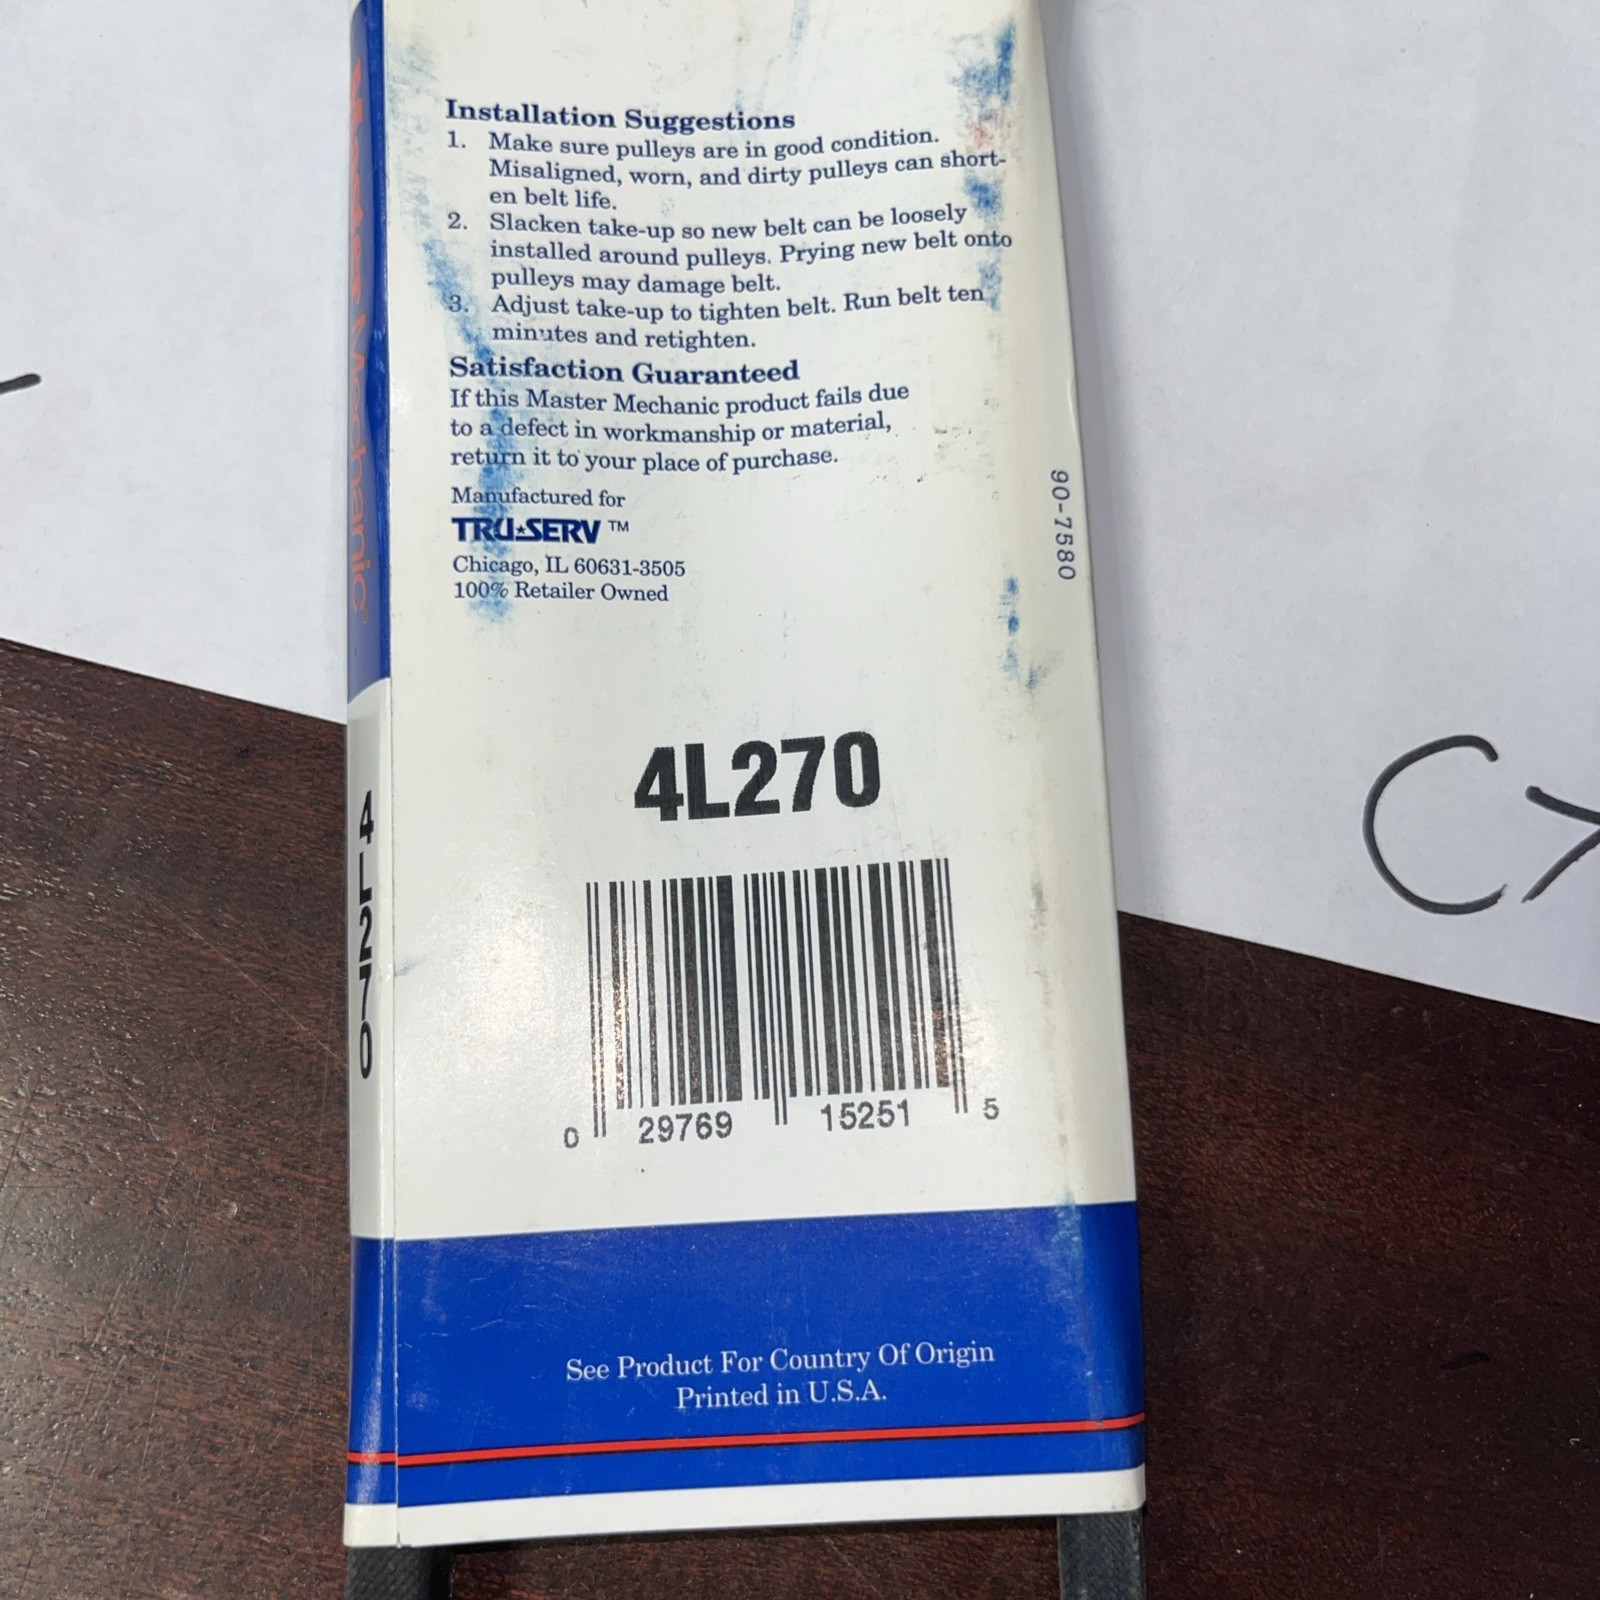 Installation Suggestions
1. Make sure pulleys are in good condition.
Misaligned, worn, and dirty pulleys can short-
en belt life.
2. Slacken take-up so new belt can be loosely
installed around pulleys. Prying new belt onto
pulleys may damage belt.
3. Adjust take-up to tighten belt. Run belt ten
minutes and retighten.
Satisfaction Guaranteed
If this Master Mechanic product fails due
to a defect in workmanship or material,
return it to your place of purchase.
Manufactured for
TRU★SERV ™
Chicago, IL 60631-3505
100% Retailer Owned
90-7580
4L270
0 29769 15251 5
See Product For Country Of Origin
Printed in U.S.A.
Master Mechanic®
4L270